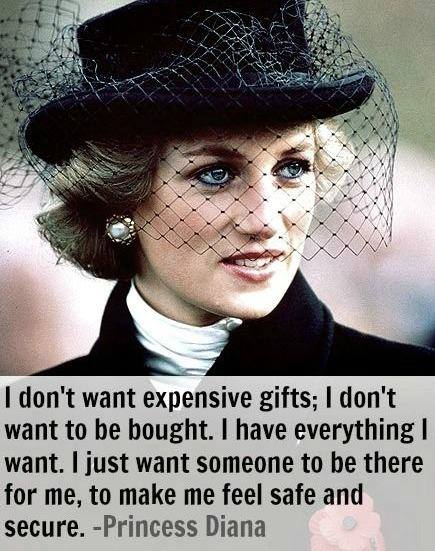 I don't want expensive gifts; I don't
want to be bought. I have everything I
want. I just want someone to be there
for me, to make me feel safe and
secure. -Princess Diana